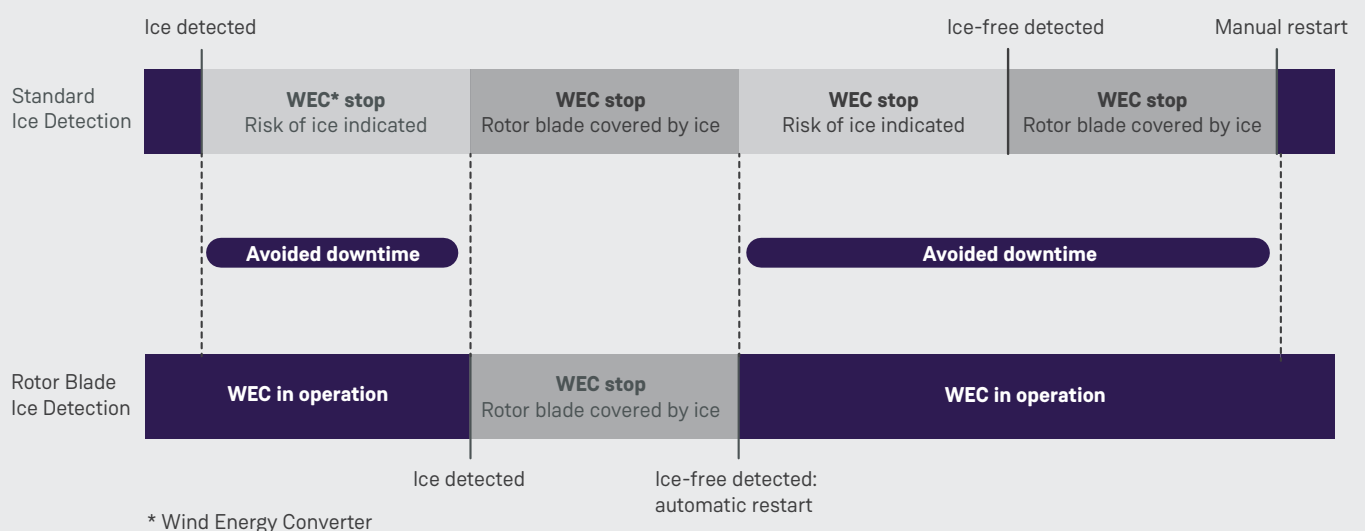 Ice detected
Ice-free detected
Manual restart
Standard
Ice Detection
WEC* stop
Risk of ice indicated
WEC stop
Rotor blade covered by ice
WEC stop
Risk of ice indicated
WEC stop
Rotor blade covered by ice
Avoided downtime
Avoided downtime
Rotor Blade
Ice Detection
WEC in operation
WEC stop
Rotor blade covered by ice
WEC in operation
Ice detected
Ice-free detected:
automatic restart
* Wind Energy Converter